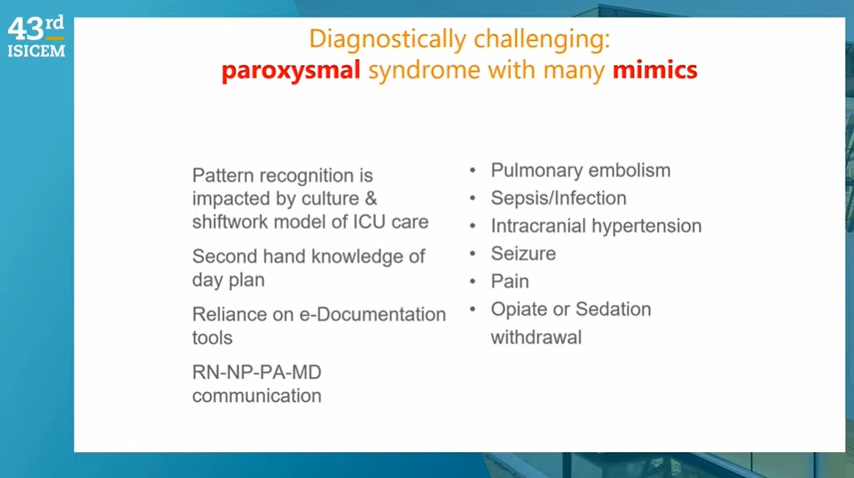 43rd
ISICEM
Diagnostically challenging:
paroxysmal syndrome with many mimics
Pattern recognition is
impacted by culture &
shiftwork model of ICU care
Second hand knowledge of
day plan
Reliance on e-Documentation
tools
RN-NP-PA-MD
communication
• Pulmonary embolism
• Sepsis/Infection
• Intracranial hypertension
• Seizure
• Pain
• Opiate or Sedation
withdrawal